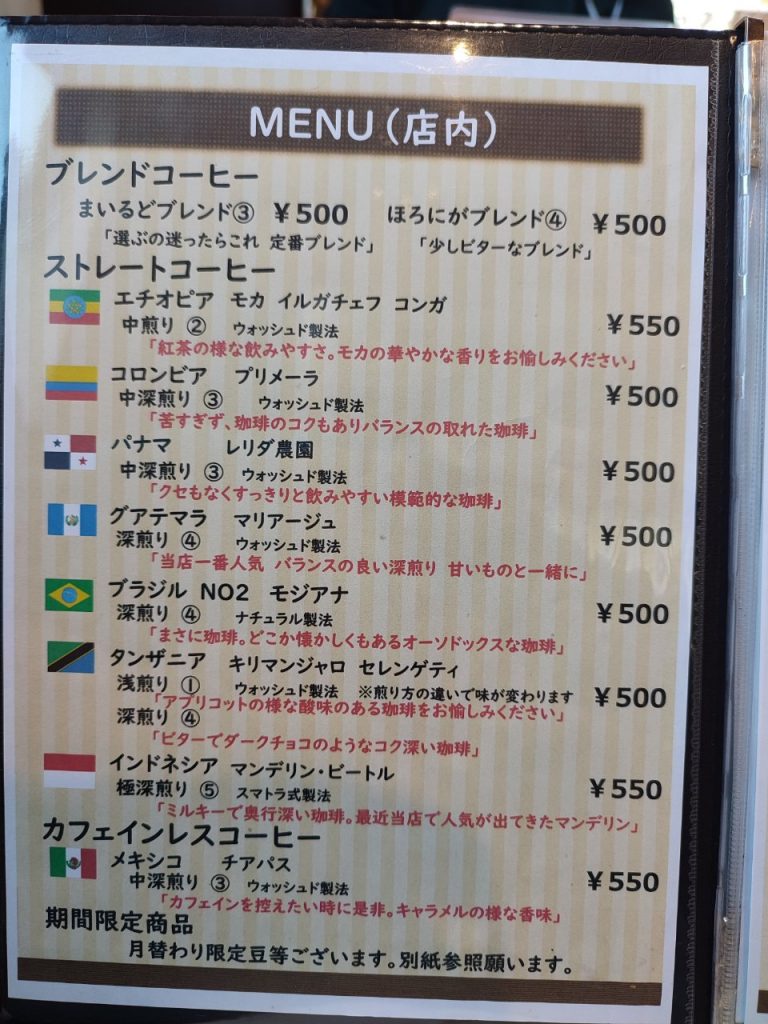 MENU（店内）
ブレンドコーヒー
まいるどブレンド③ ￥500 ほろにがブレンド④ ￥500
「選ぶの迷ったらこれ 定番ブレンド」 「少しビターなブレンド」
ストレートコーヒー
エチオピア モカ イルガチェフ コンガ
中煎り ② ウォッシュド製法 ￥550
「紅茶の様な飲みやすさ。モカの華やかな香りをお愉しみください」
コロンビア プリメーラ
中深煎り ③ ウォッシュド製法 ￥500
「苦すぎず、珈琲のコクもありバランスの取れた珈琲」
パナマ レリダ農園
中深煎り ③ ウォッシュド製法 ￥500
「クセもなくすっきりと飲みやすい模範的な珈琲」
グアテマラ マリアージュ
深煎り ④ ウォッシュド製法 ￥500
「当店一番人気 バランスの良い深煎り 甘いものと一緒に」
ブラジル NO2 モジアナ
深煎り ④ ナチュラル製法 ￥500
「まさに珈琲。どこか懐かしくもあるオーソドックスな珈琲」
タンザニア キリマンジャロ セレンゲティ
浅煎り ① ウォッシュド製法 ※煎り方の違いで味が変わります ￥500
「アプリコットの様な酸味のある珈琲をお愉しみください」
深煎り ④
「ビターでダークチョコのようなコク深い珈琲」
インドネシア マンデリン・ビートル
極深煎り ⑤ スマトラ式製法 ￥550
「ミルキーで奥行深い珈琲。最近当店で人気が出てきたマンデリン」
カフェインレスコーヒー
メキシコ チアパス
中深煎り ③ ウォッシュド製法 ￥550
「カフェインを控えたい時に是非。キャラメルの様な香味」
期間限定商品
月替わり限定豆等ございます。別紙参照願います。